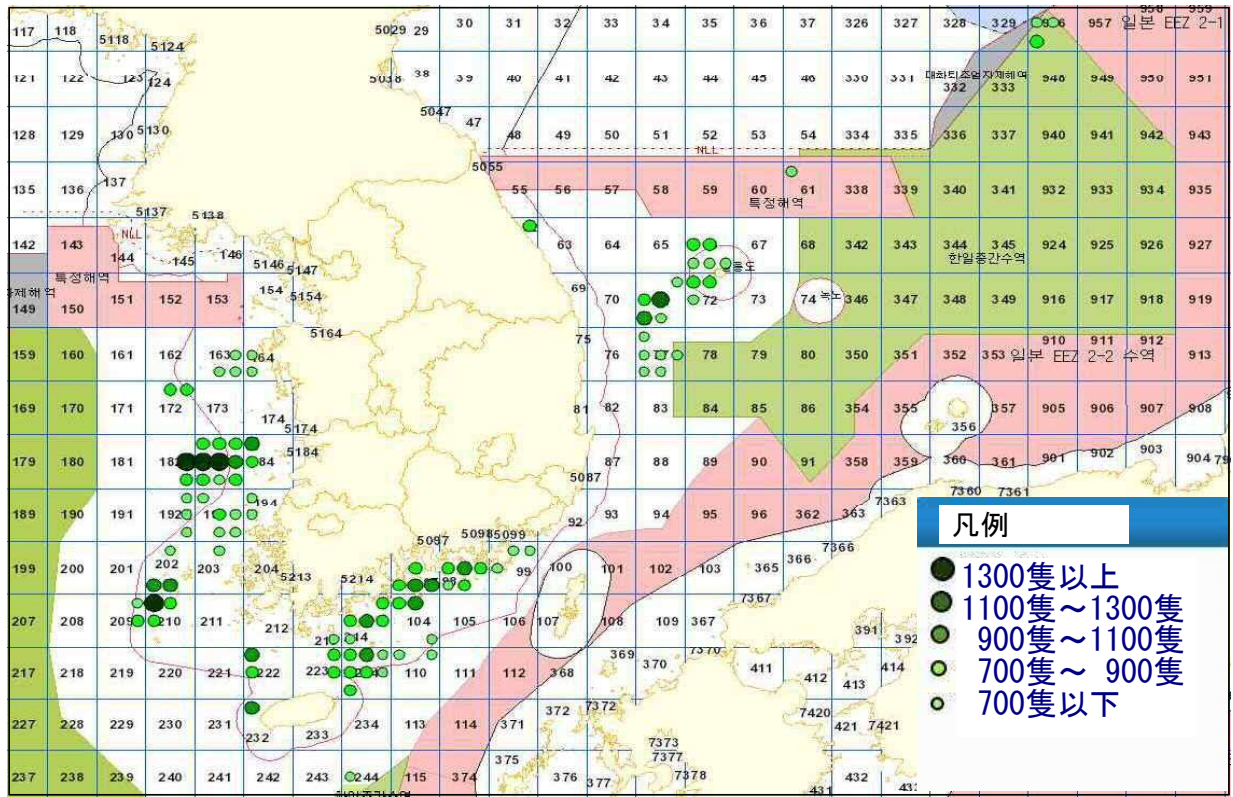 30 31 32 33 34 35 36 37 326 327 328 329 957 일본 EEZ 2-1
117 118 5118 5124 5029 29
121 122 123 124 5038 38 39 40 41 42 43 44 45 46 330 331 대화퇴조업자제해역 332 333 948 949 950 951
5047 47
128 129 130 5130 48 49 50 51 52 53 54 334 335 336 337 940 941 942 943
NLL
5055
135 136 137 55 56 57 58 59 60 61 338 339 340 341 932 933 934 935
특정해역
5137 5138
NLL
142 143 144 145 146 5146 5147 63 64 65 67 68 342 343 344 345 924 925 926 927
한일중간수역
특정해역
149 150 151 152 153 154 5154 69 70 72 73 74 346 347 348 349 916 917 918 919
5164 75
910 911 912
159 160 161 162 163 164 76 77 78 79 80 350 351 352 353 일본 EEZ 2-2 수역 913
169 170 171 172 173 174 5174 81 82 83 84 85 86 354 355 356 357 905 906 907 908
179 180 181 5184 87 88 89 90 91 358 359 360 361 901 902 903 904
5087
7360 7361
189 190 191 192 194 92 93 94 95 96 362 363 7363
凡例
5097 5098 5099
199 200 201 202 203 204 5213 5214 99 100 101 102 103 365 366 7366
1300隻以上
7367
1100隻～1300隻
207 208 209 210 211 212 104 105 106 107 108 109 367 391 392
900隻～1100隻
217 218 219 220 221 222 223 110 111 112 368 369 370 7370 411 412 413 414
700隻～ 900隻
700隻以下
227 228 229 230 231 232 233 234 113 114 371 372 7372 7420 421 7421
7373
7377
237 238 239 240 241 242 243 244 115 374 375 376 377 7378 431 432